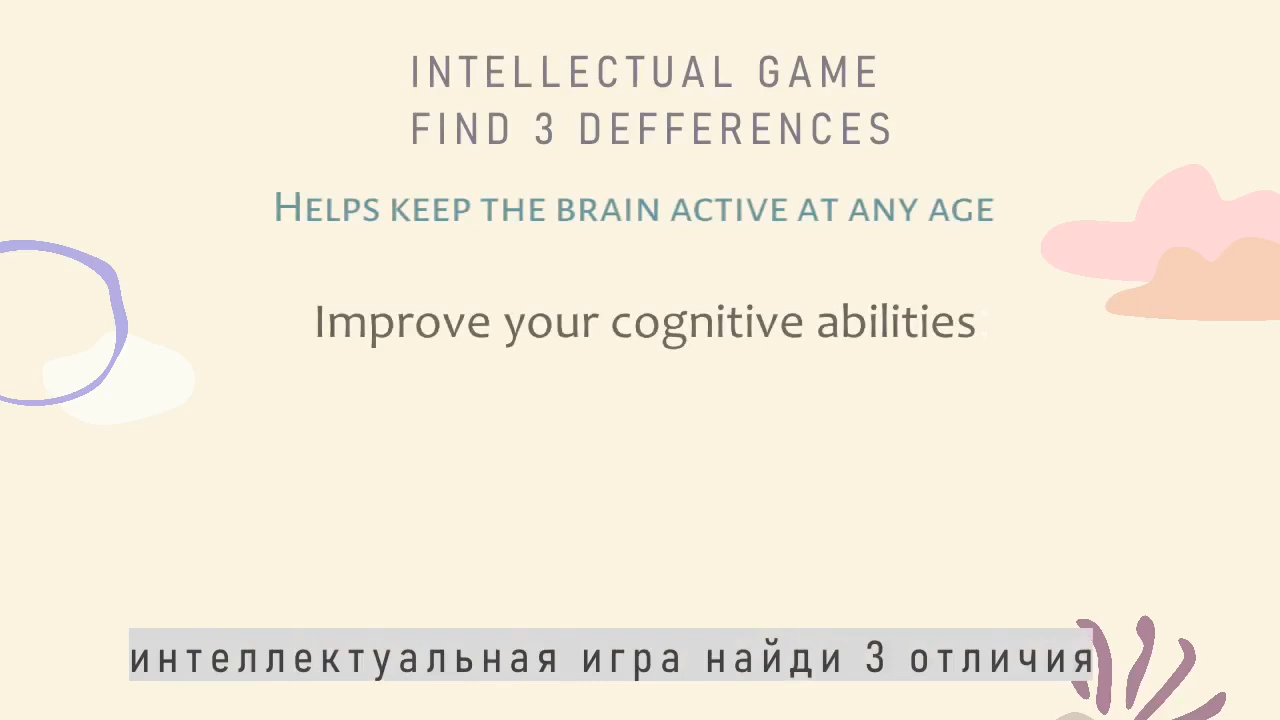 INTELLECTUAL GAME
FIND 3 DEFFERENCES
Helps keep the brain active at any age
Improve your cognitive abilities
интеллектуальная игра найди 3 отличия